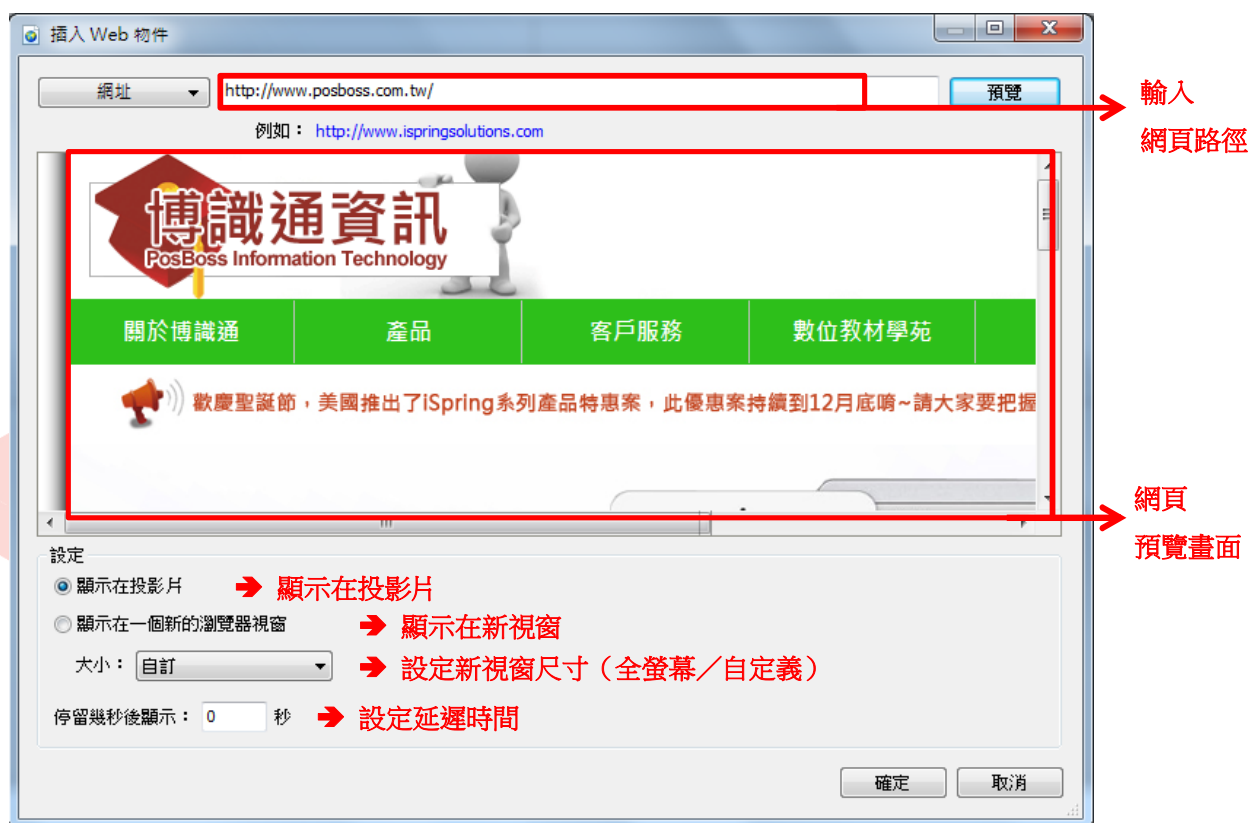 插入 Web 物件
網址
http://www.posboss.com.tw/
預覽
輸入
網頁路徑
例如： http://www.ispringsolutions.com
博識通資訊
PosBoss Information Technology
關於博識通 產品 客戶服務 數位教材學苑
歡慶聖誕節，美國推出了iSpring系列產品特惠案，此優惠案持續到12月底唷~請大家要把握
網頁
預覽畫面
設定
顯示在投影片 顯示在投影片
顯示在一個新的瀏覽器視窗 顯示在新視窗
大小： 自訂 設定新視窗尺寸（全螢幕／自定義）
停留幾秒後顯示： 0 秒 設定延遲時間
確定 取消